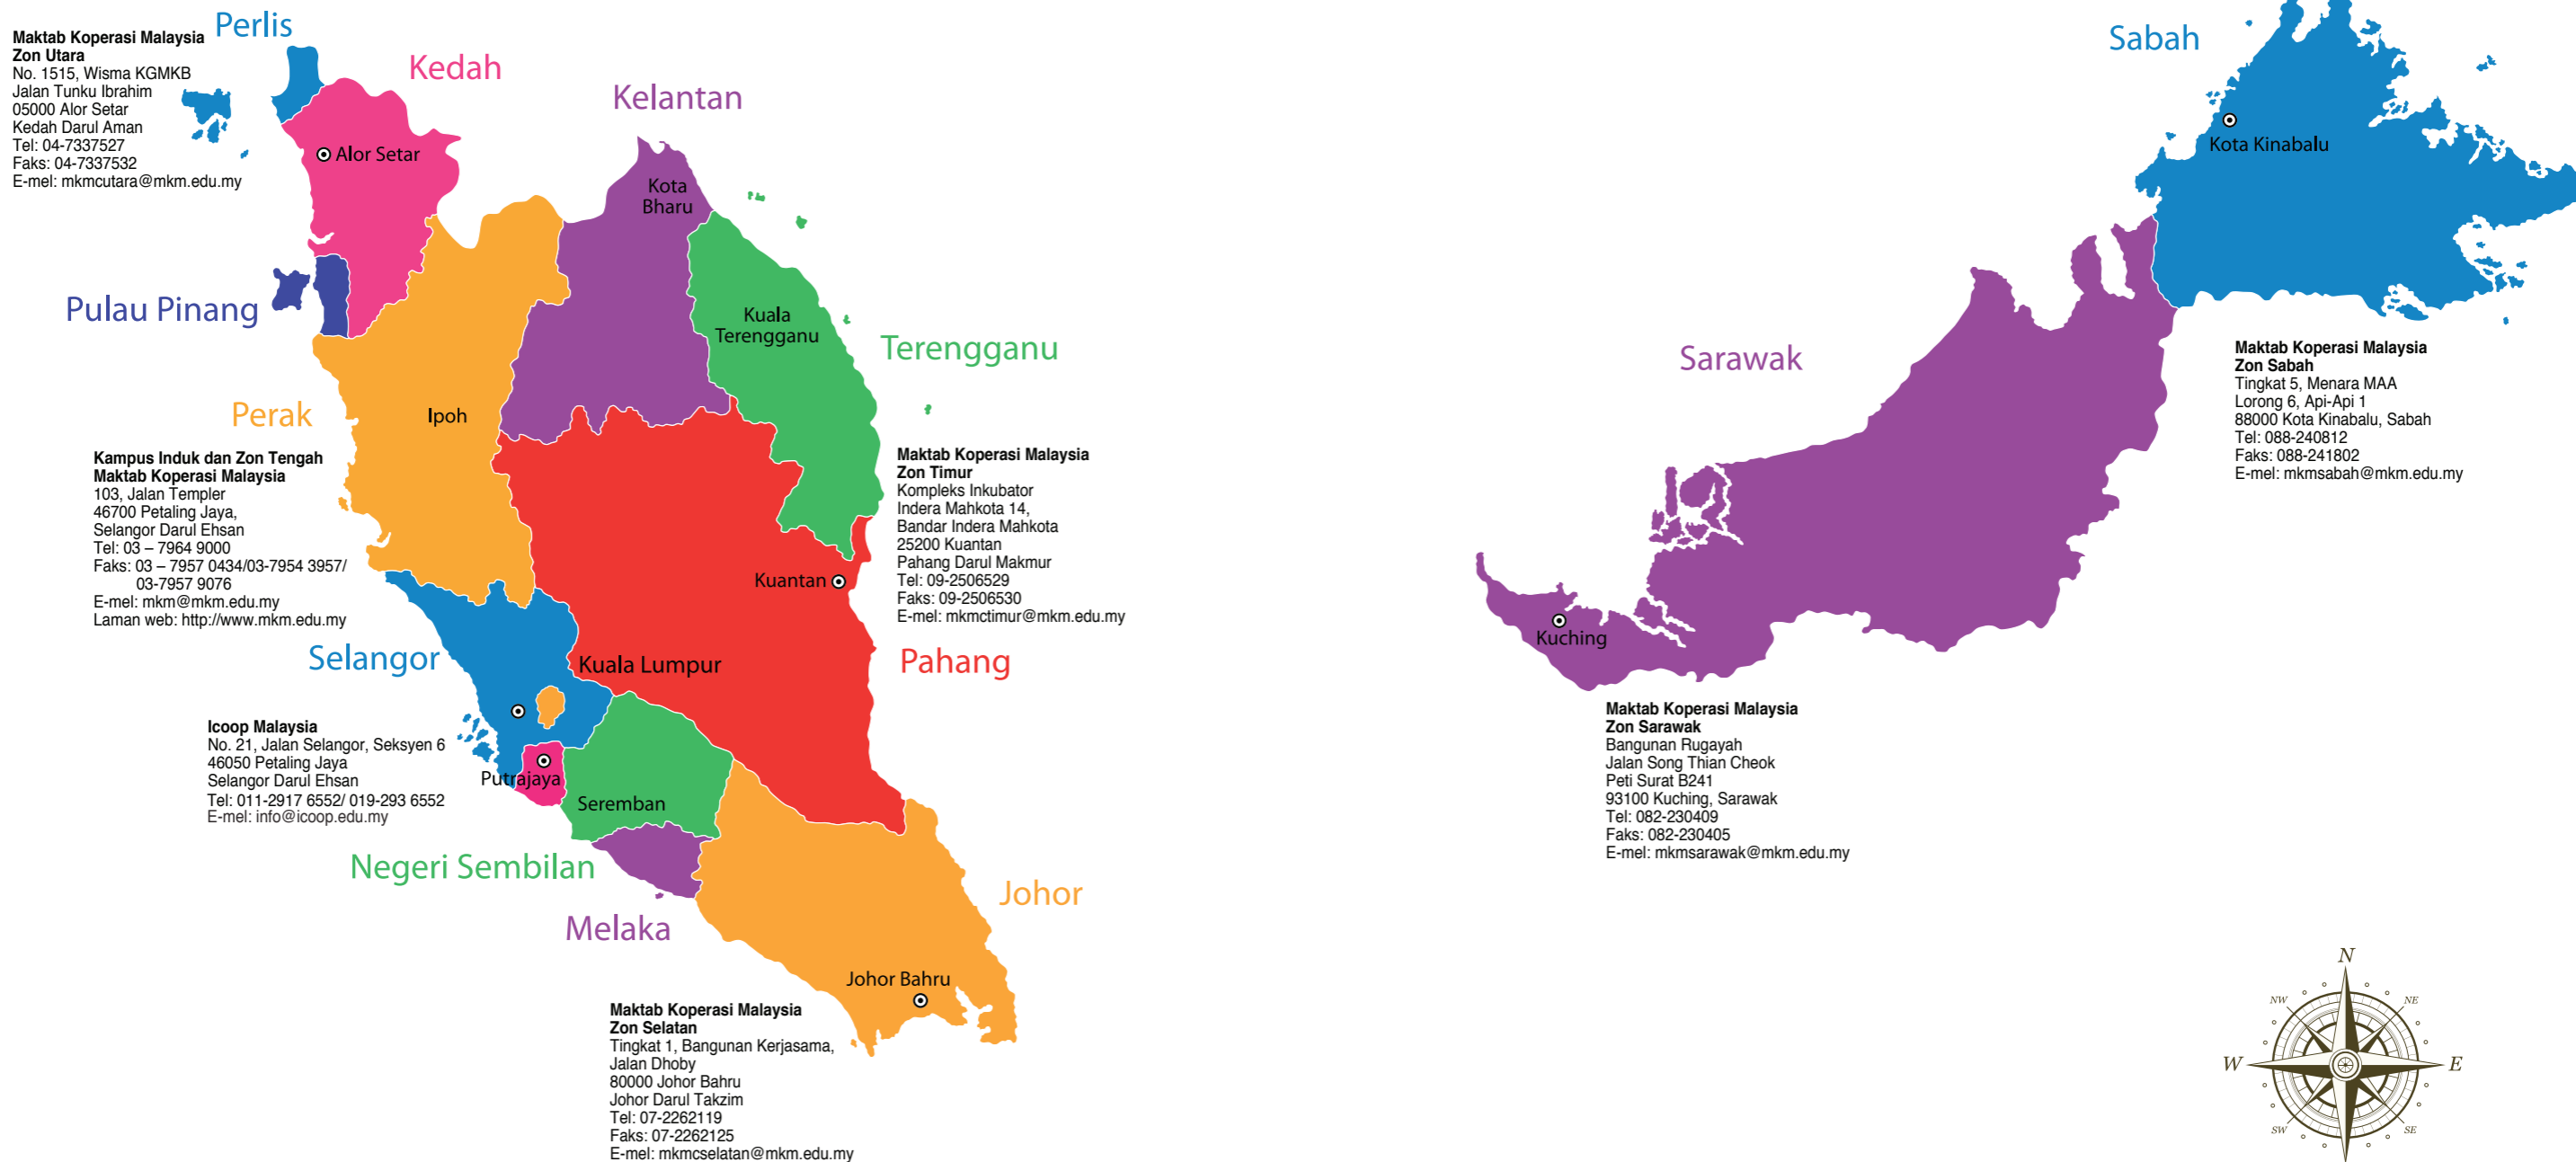 Perlis
Maktab Koperasi Malaysia
Zon Utara
No. 1515, Wisma KGMKB
Jalan Tunku Ibrahim
05000 Alor Setar
Kedah Darul Aman
Tel: 04-7337527
Faks: 04-7337532
E-mel: mkmcutara@mkm.edu.my
Kedah
Alor Setar
Kelantan
Kota
Bharu
Pulau Pinang
Kuala
Terengganu
Terengganu
Perak
Ipoh
Kampus Induk dan Zon Tengah
Maktab Koperasi Malaysia
103, Jalan Templer
46700 Petaling Jaya,
Selangor Darul Ehsan
Tel: 03 – 7964 9000
Faks: 03 – 7957 0434/03-7954 3957/
03-7957 9076
E-mel: mkm@mkm.edu.my
Laman web: http://www.mkm.edu.my
Maktab Koperasi Malaysia
Zon Timur
Kompleks Inkubator
Indera Mahkota 14,
Bandar Indera Mahkota
25200 Kuantan
Pahang Darul Makmur
Tel: 09-2506529
Faks: 09-2506530
E-mel: mkmctimur@mkm.edu.my
Kuantan
Selangor
Kuala Lumpur
Pahang
Icoop Malaysia
No. 21, Jalan Selangor, Seksyen 6
46050 Petaling Jaya
Selangor Darul Ehsan
Tel: 011-2917 6552/ 019-293 6552
E-mel: info@icoop.edu.my
Putrajaya
Seremban
Negeri Sembilan
Melaka
Johor
Johor Bahru
Maktab Koperasi Malaysia
Zon Selatan
Tingkat 1, Bangunan Kerjasama,
Jalan Dhoby
80000 Johor Bahru
Johor Darul Takzim
Tel: 07-2262119
Faks: 07-2262125
E-mel: mkmcselatan@mkm.edu.my
Sabah
Kota Kinabalu
Sarawak
Maktab Koperasi Malaysia
Zon Sabah
Tingkat 5, Menara MAA
Lorong 6, Api-Api 1
88000 Kota Kinabalu, Sabah
Tel: 088-240812
Faks: 088-241802
E-mel: mkmsabah@mkm.edu.my
Kuching
Maktab Koperasi Malaysia
Zon Sarawak
Bangunan Rugayah
Jalan Song Thian Cheok
Peti Surat B241
93100 Kuching, Sarawak
Tel: 082-230409
Faks: 082-230405
E-mel: mkmsarawak@mkm.edu.my
N
NW
NE
W
E
SW
SE